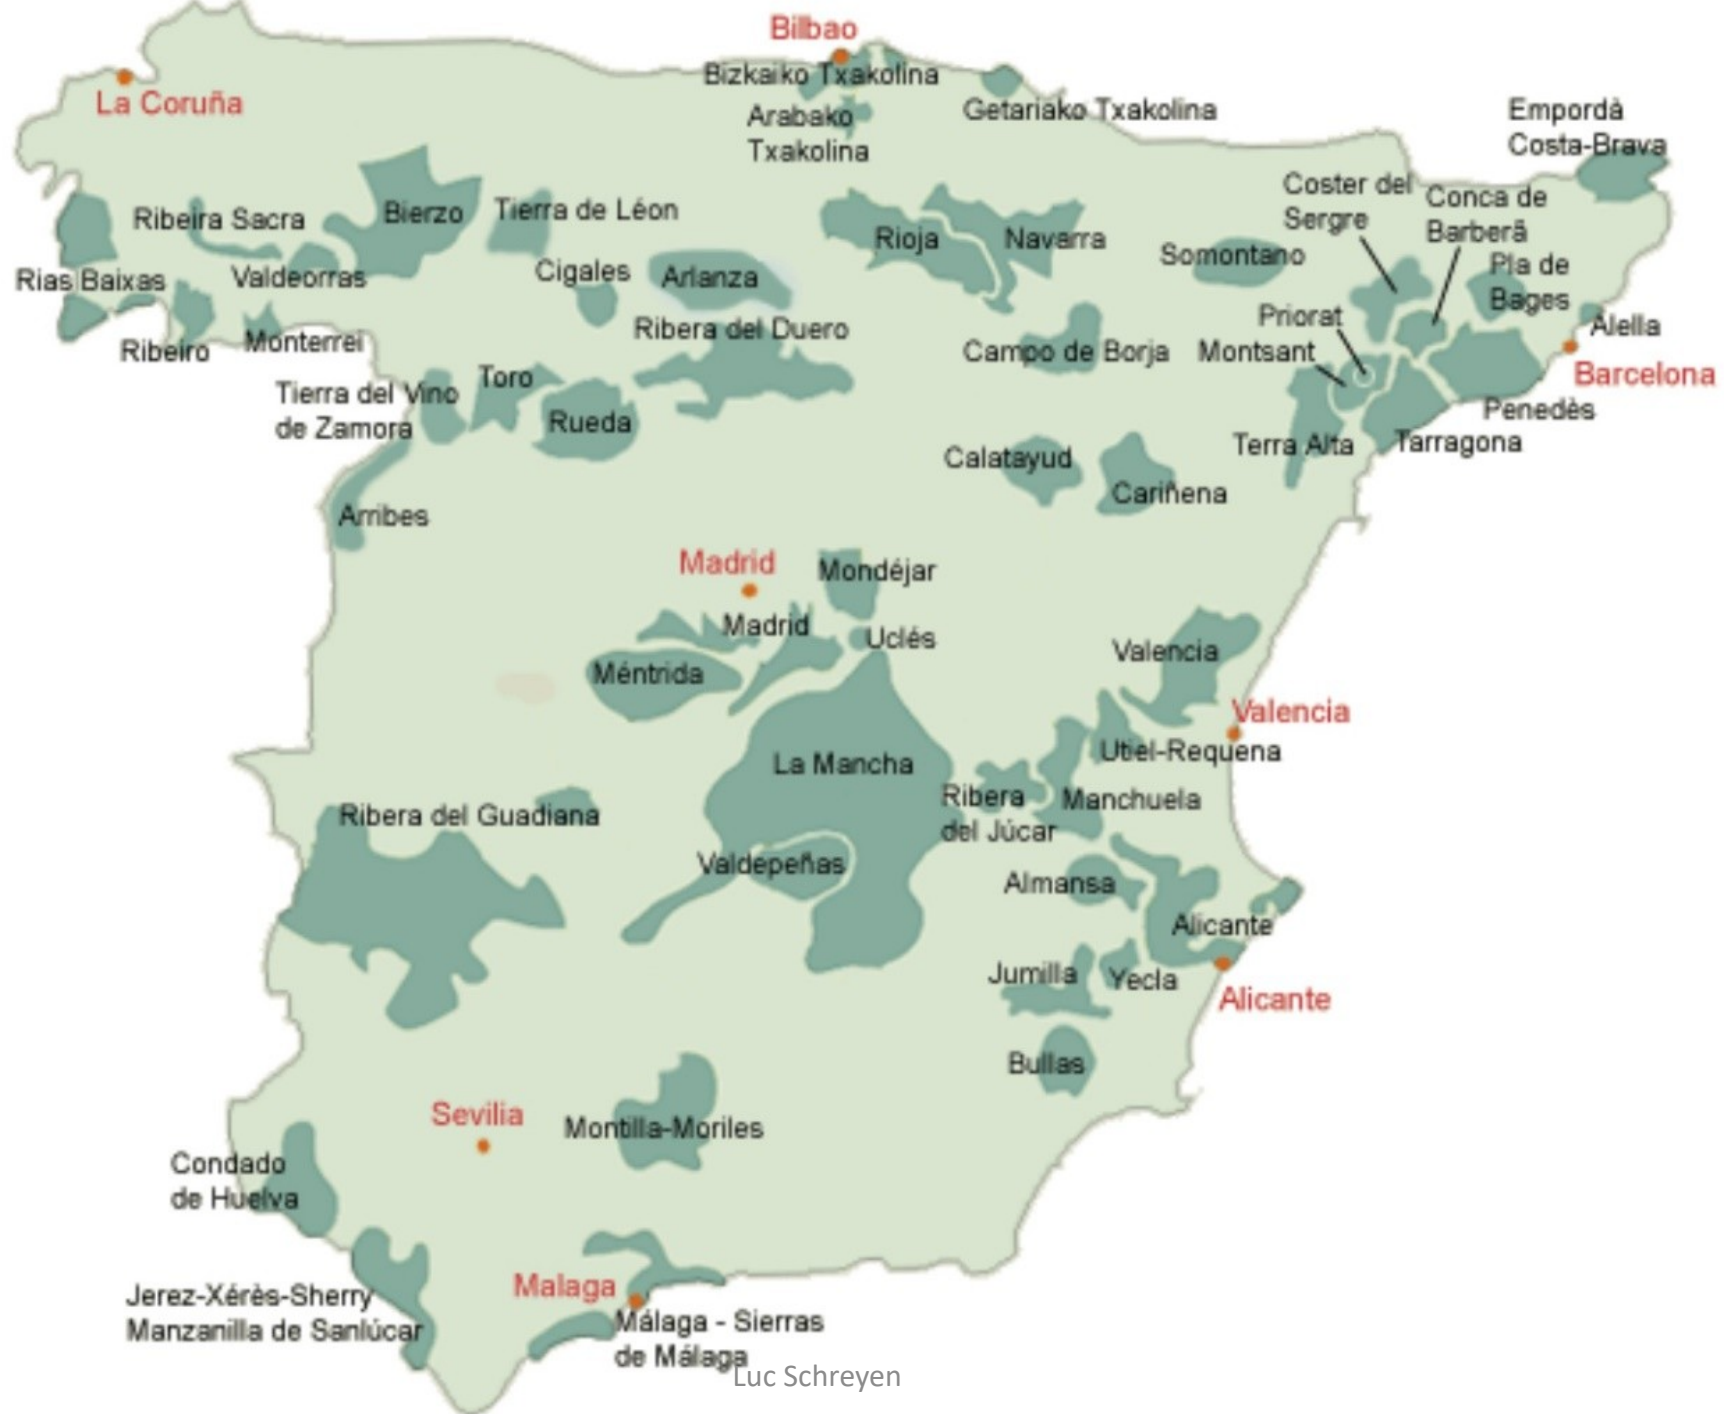 Bilbao
Bizkaiko Txakolina
La Coruña
Getariako Txakolina
Arabako
Txakolina
Empordà
Costa-Brava
Coster del
Sergre
Conca de
Barberã
Ribeira Sacra
Bierzo
Tierra de Léon
Rioja
Navarra
Somontano
Pla de
Bages
Rias Baixas
Valdeorras
Cigales
Arlanza
Priorat
Alella
Ribeiro
Monterrei
Ribera del Duero
Campo de Borja
Montsant
Barcelona
Tierra del Vino
de Zamora
Toro
Rueda
Penedès
Terra Alta
Tarragona
Calatayud
Cariñena
Arribes
Madrid
Mondéjar
Madrid
Uclés
Méntrida
Valencia
Valencia
Utiel-Requena
La Mancha
Ribera
del Júcar
Manchuela
Ribera del Guadiana
Valdepeñas
Almansa
Alicante
Jumilla
Yecla
Alicante
Bullas
Sevilia
Montilla-Moriles
Condado
de Huelva
Malaga
Jerez-Xérès-Sherry
Manzanilla de Sanlúcar
Málaga - Sierras
de Málaga
Luc Schreyen